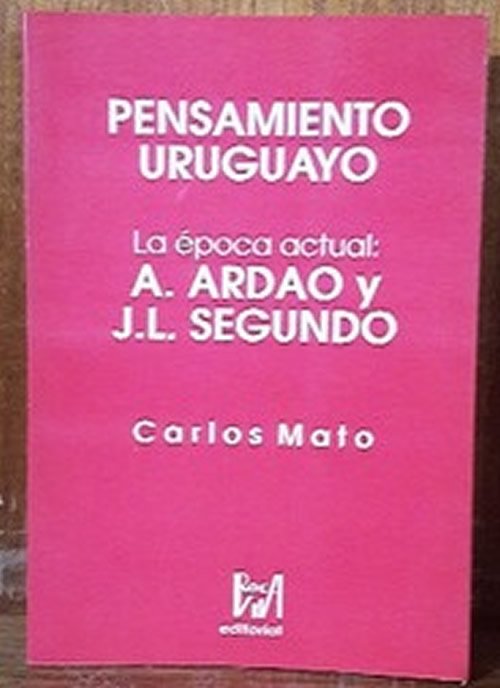 PENSAMIENTO
URUGUAYO
La época actual:
A. ARDAO y
J.L. SEGUNDO
Carlos Mato
editorial